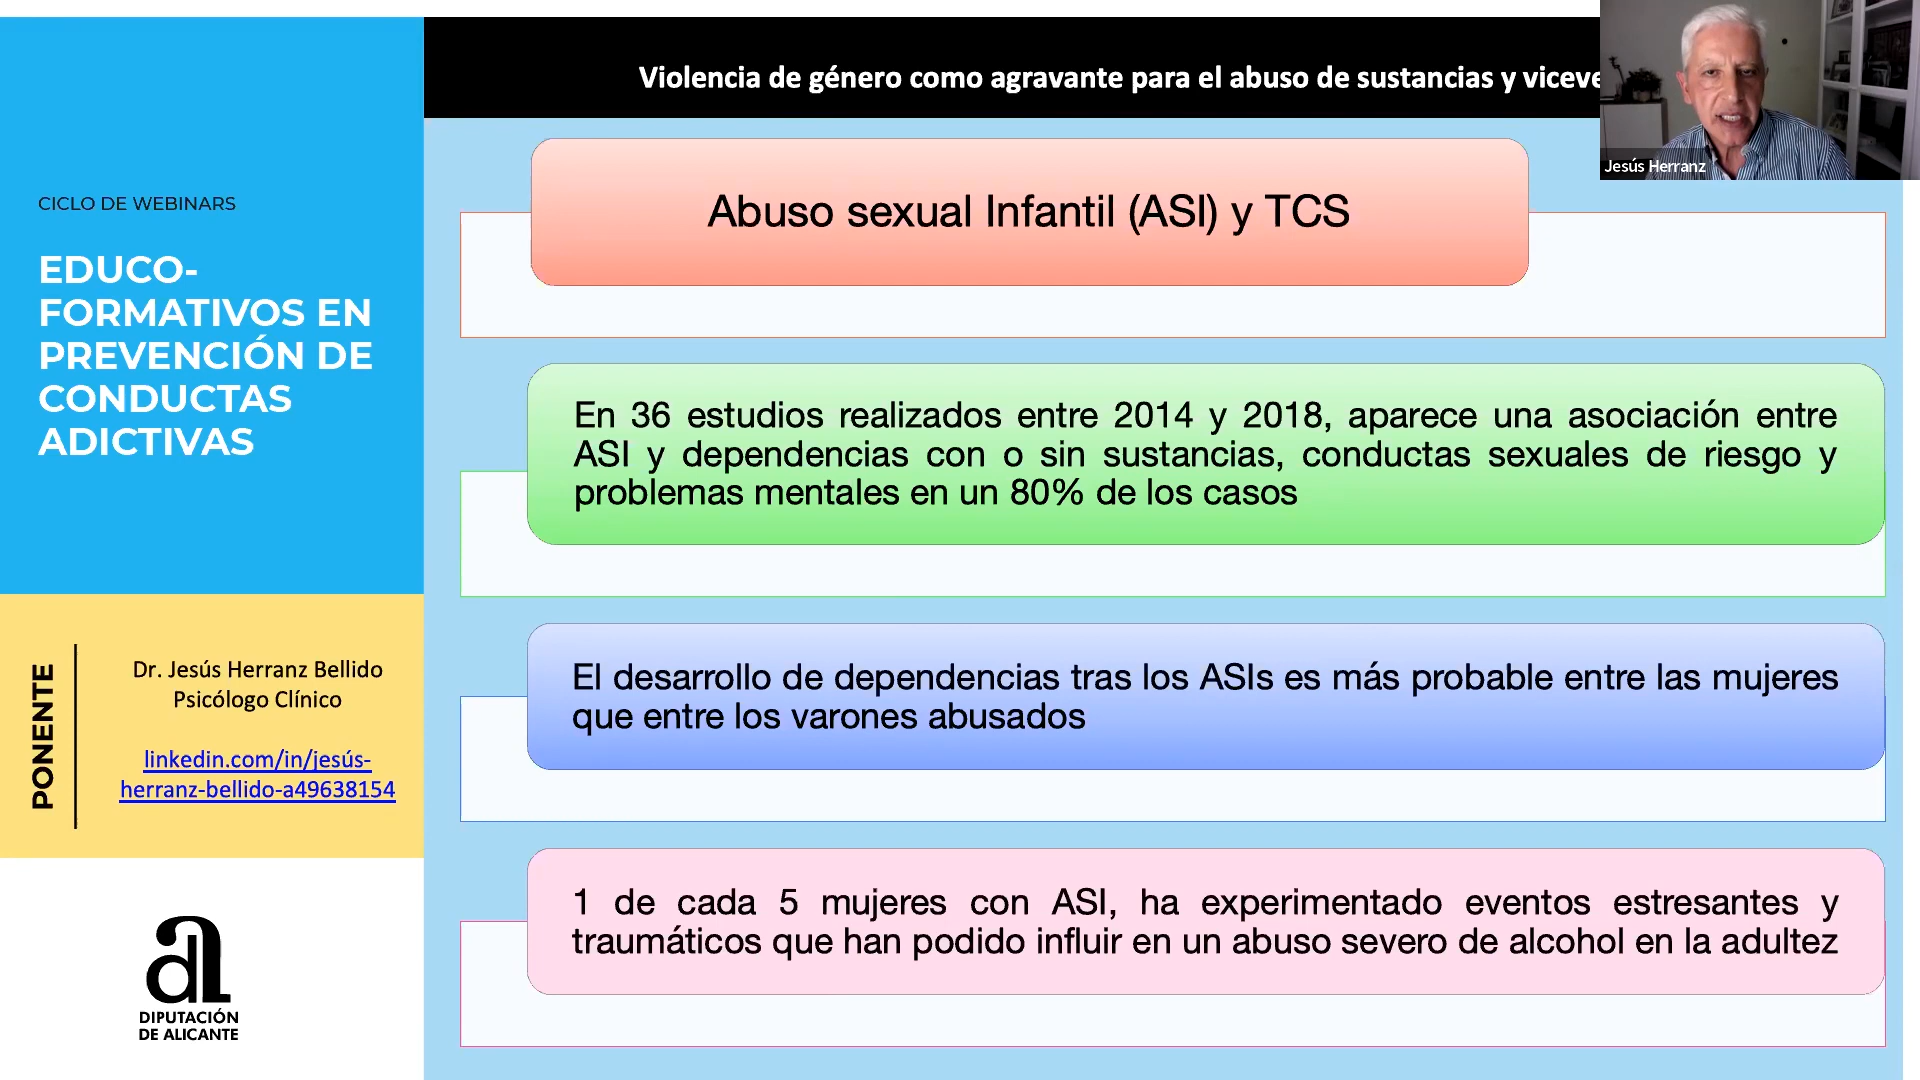 Violencia de género como agravante para el abuso de sustancias y viceve
Jesús Herranz
CICLO DE WEBINARS
EDUCO-
FORMATIVOS EN
PREVENCIÓN DE
CONDUCTAS
ADICTIVAS
PONENTE
Dr. Jesús Herranz Bellido
Psicólogo Clínico
linkedin.com/in/jesús-
herranz-bellido-a49638154
DIPUTACIÓN
DE ALICANTE
Abuso sexual Infantil (ASI) y TCS
En 36 estudios realizados entre 2014 y 2018, aparece una asociación entre
ASI y dependencias con o sin sustancias, conductas sexuales de riesgo y
problemas mentales en un 80% de los casos
El desarrollo de dependencias tras los ASIs es más probable entre las mujeres
que entre los varones abusados
1 de cada 5 mujeres con ASI, ha experimentado eventos estresantes y
traumáticos que han podido influir en un abuso severo de alcohol en la adultez